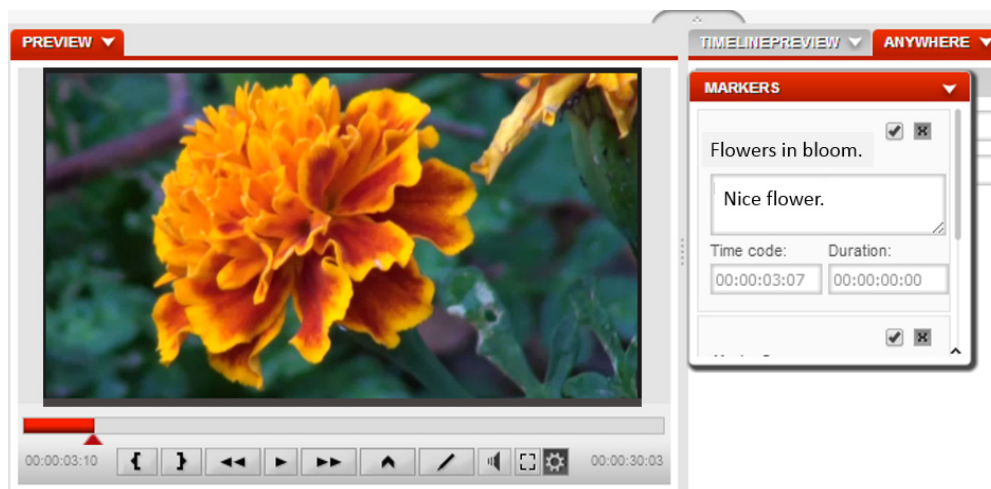 PREVIEW
TIMELINEPREVIEW ANYWHERE
MARKERS
Flowers in bloom.
Nice flower.
Time code: Duration:
00:00:03:07 00:00:00:00
00:00:03:10 00:00:30:03